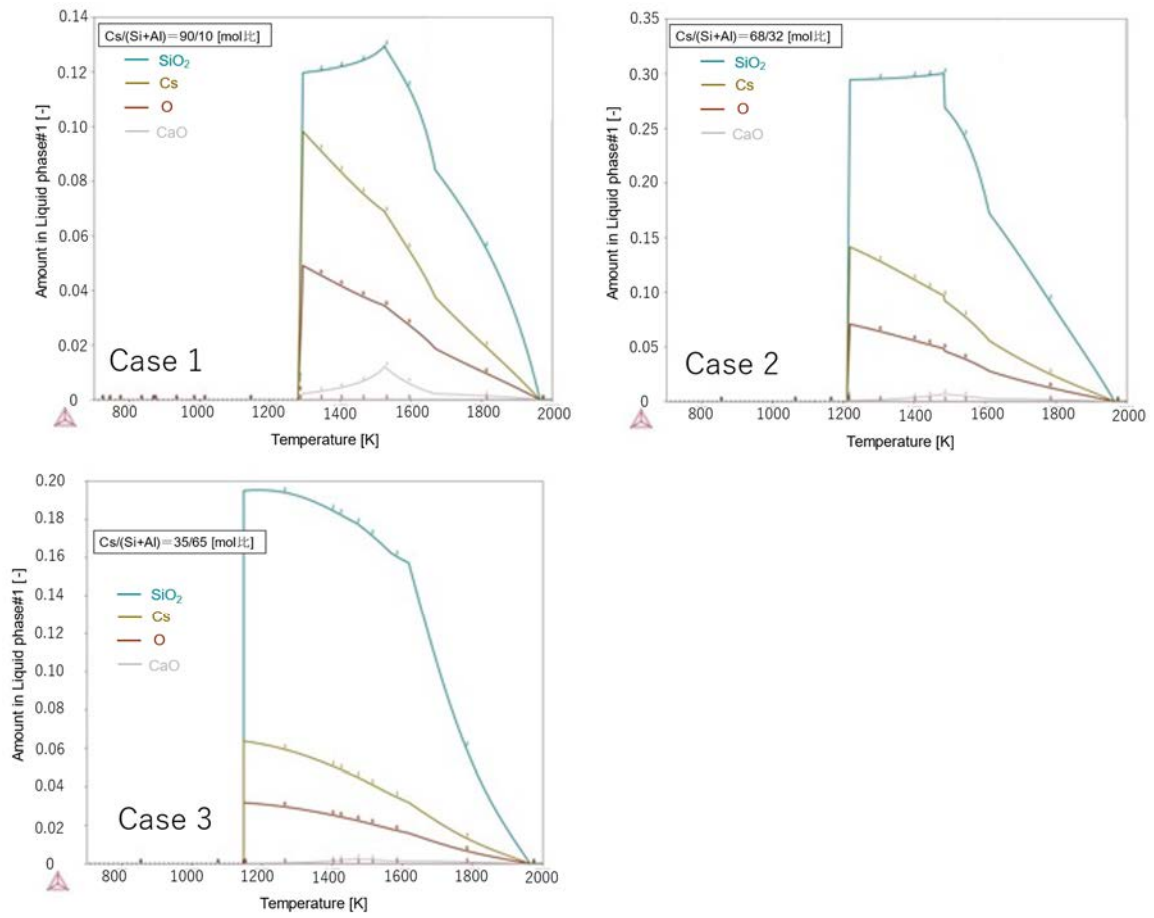 0.14
0.12
0.10
0.08
0.06
0.04
0.02
0
Amount in Liquid phase#1 [-]
Cs/(Si+Al)=90/10 [mol比]
SiO₂
Cs
O
CaO
Case 1
800 1000 1200 1400 1600 1800 2000
Temperature [K]
0.35
0.30
0.25
0.20
0.15
0.10
0.05
0
Amount in Liquid phase#1 [-]
Cs/(Si+Al)=68/32 [mol比]
SiO₂
Cs
O
CaO
Case 2
800 1000 1200 1400 1600 1800 2000
Temperature [K]
0.20
0.18
0.16
0.14
0.12
0.10
0.08
0.06
0.04
0.02
0
Amount in Liquid phase#1 [-]
Cs/(Si+Al)=35/65 [mol比]
SiO₂
Cs
O
CaO
Case 3
800 1000 1200 1400 1600 1800 2000
Temperature [K]